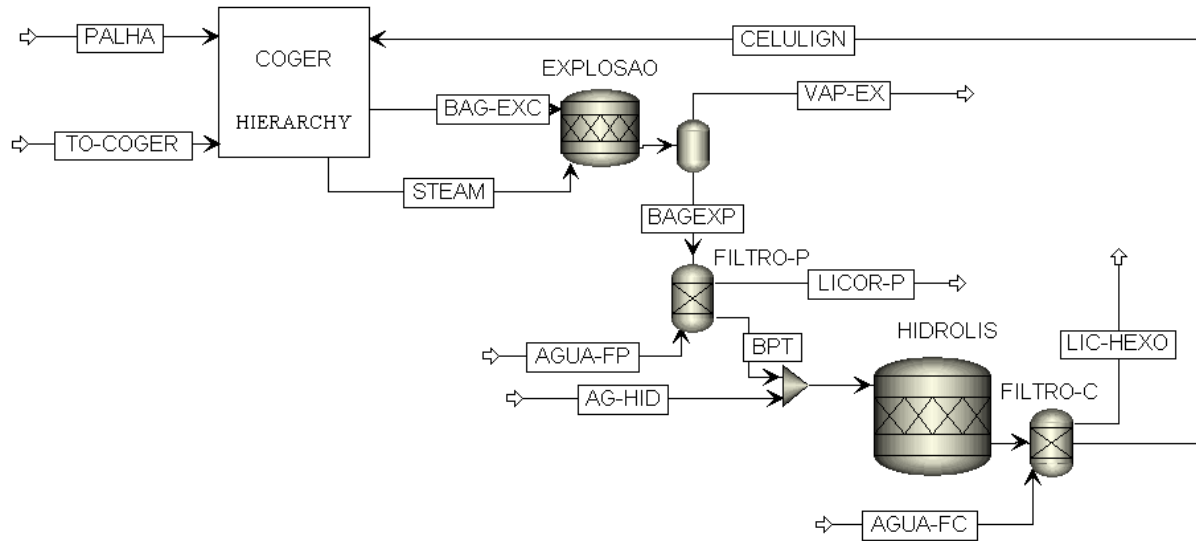 PALHA
COGER
HIERARCHY
CELULIGN
EXPLOSAO
VAP-EX
BAG-EXC
TO-COGER
STEAM
BAGEXP
FILTRO-P
LICOR-P
HIDROLIS
LIC-HEXO
AGUA-FP
BPT
AG-HID
FILTRO-C
AGUA-FC